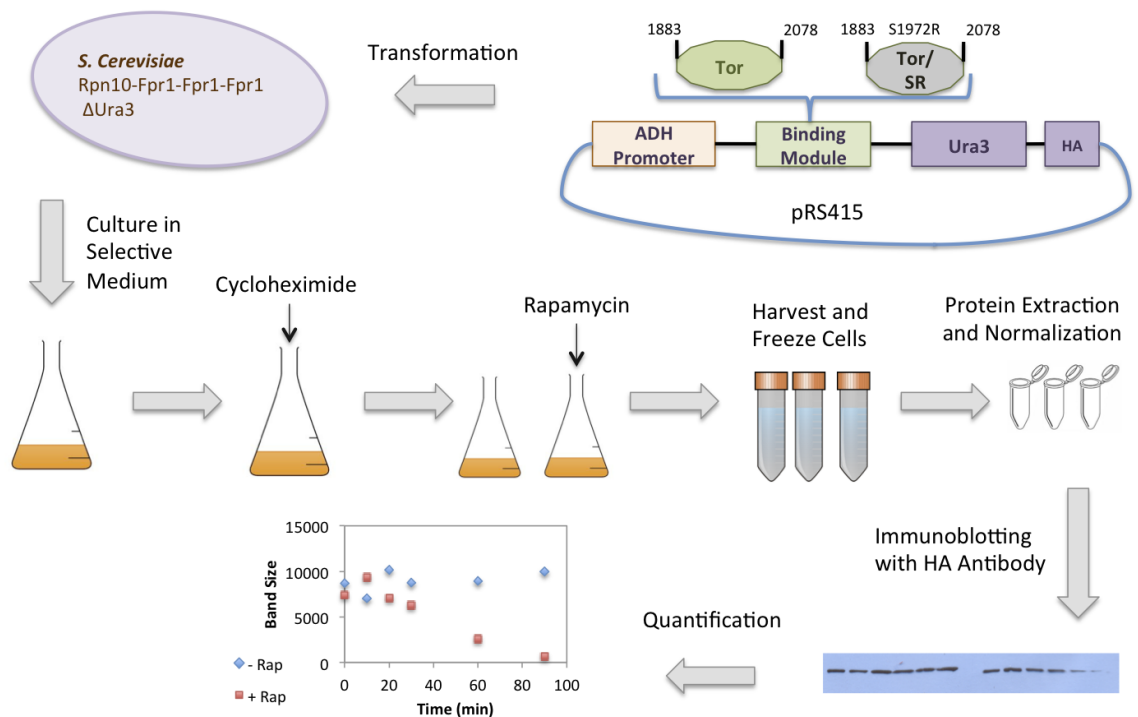 Transformation
S. Cerevisiae
Rpn10-Fpr1-Fpr1-Fpr1
ΔUra3
1883
2078
Tor
1883
S1972R
2078
Tor/
SR
ADH
Promoter
Binding
Module
Ura3
HA
pRS415
Culture in
Selective
Medium
Cycloheximide
Rapamycin
Harvest and
Freeze Cells
Protein Extraction
and Normalization
Immunoblotting
with HA Antibody
Quantification
15000
10000
5000
0
Band Size
0
20
40
60
80
100
Time (min)
- Rap
+ Rap